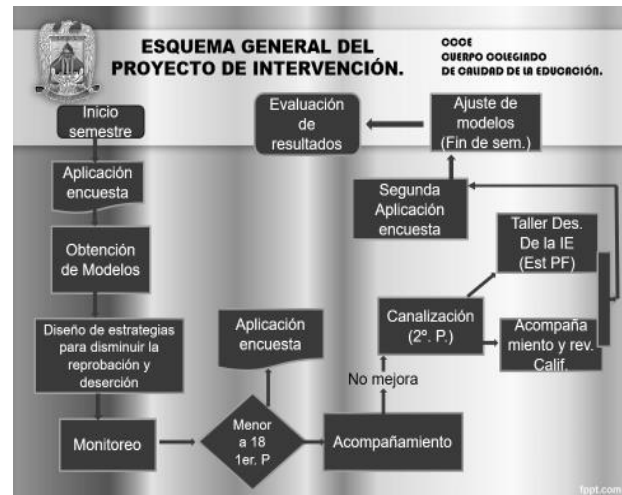 ESQUEMA GENERAL DEL
PROYECTO DE INTERVENCIÓN.
CCCE
CUERPO COLEGIADO
DE CALIDAD DE LA EDUCACIÓN.
Inicio
semestre
Aplicación
encuesta
Obtención
de Modelos
Diseño de estrategias
para disminuir la
reprobación y
deserción
Monitoreo
Menor
a 18
1er. P
Aplicación
encuesta
Acompañamiento
No mejora
Canalización
(2º. P.)
Taller Des.
De la IE
(Est PF)
Acompaña
miento y rev.
Calif.
Segunda
Aplicación
encuesta
Ajuste de
modelos
(Fin de sem.)
Evaluación
de
resultados
fppt.com